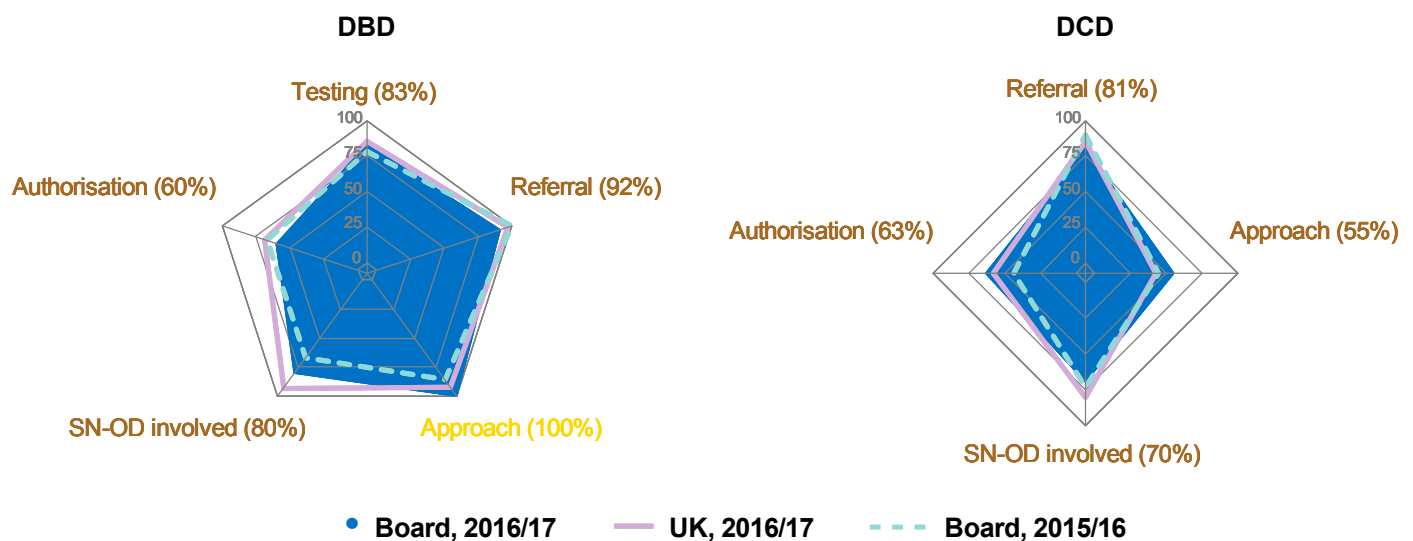 DBD
Testing (83%)
100
75
50
25
0
Authorisation (60%)
Referral (92%)
SN-OD involved (80%)
Approach (100%)
DCD
Referral (81%)
100
75
50
25
0
Authorisation (63%)
Approach (55%)
SN-OD involved (70%)
Board, 2016/17
UK, 2016/17
Board, 2015/16